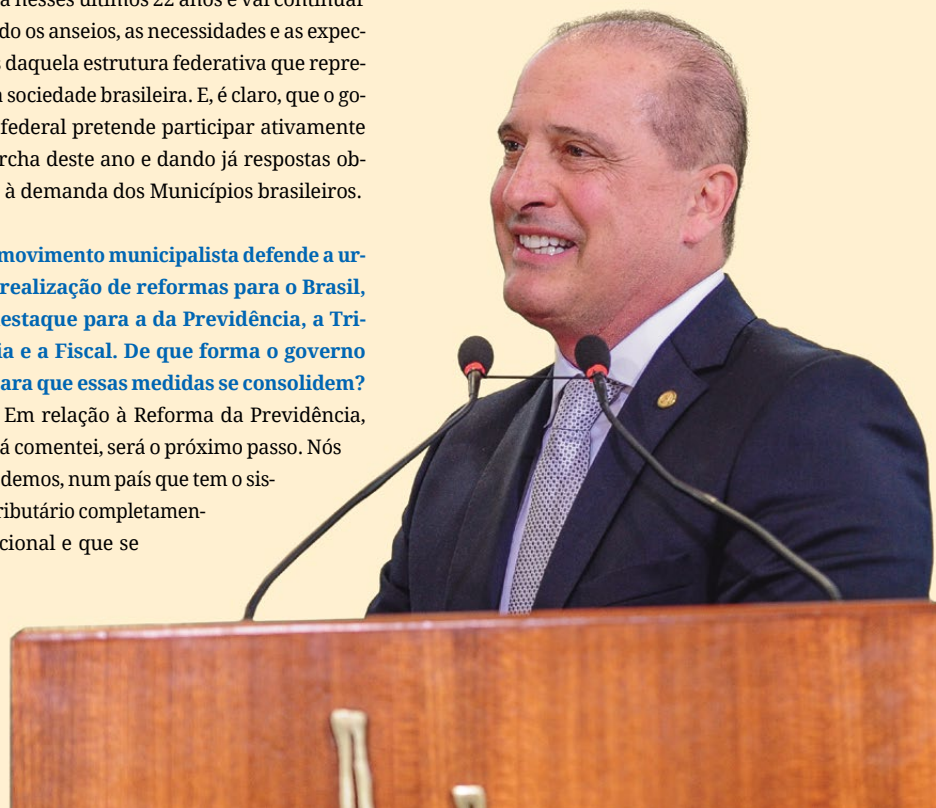 a nesses últimos 22 anos e vai continuar
do os anseios, as necessidades e as expec-
daquela estrutura federativa que repre-
sociedade brasileira. E, é claro, que o go-
federal pretende participar ativamente
rcha deste ano e dando já respostas ob-
à demanda dos Municípios brasileiros.
movimento municipalista defende a ur-
realização de reformas para o Brasil,
estaque para a da Previdência, a Tri-
ia e a Fiscal. De que forma o governo
ara que essas medidas se consolidem?
Em relação à Reforma da Previdência,
á comentei, será o próximo passo. Nós
demos, num país que tem o sis-
ributário completamen-
cional e que se